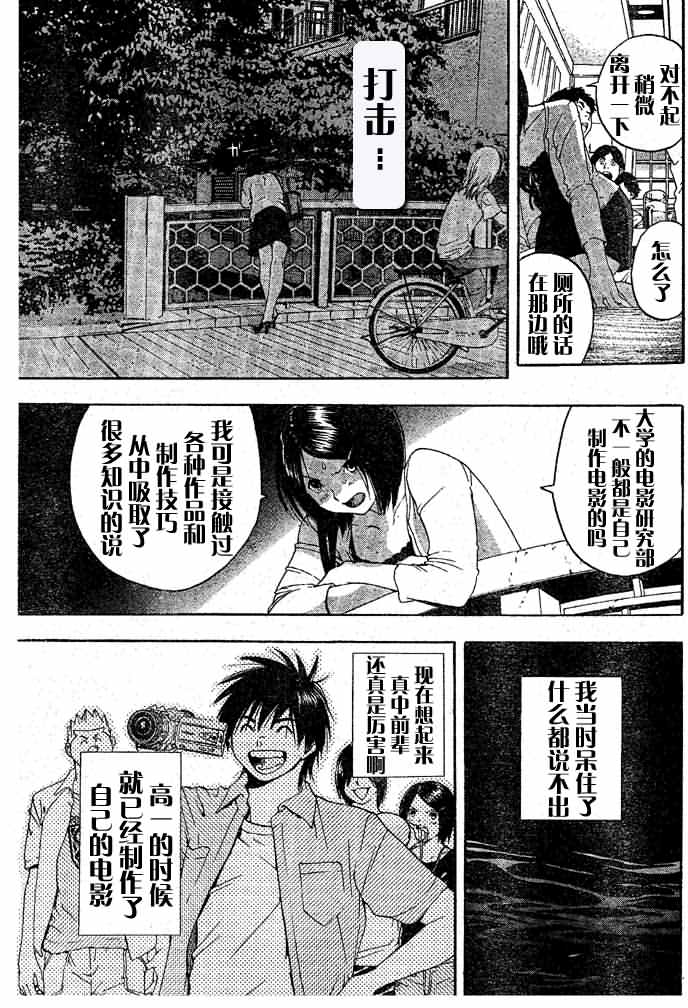 对不起
稍微
离开一下
怎么了
厕所的话
在那边哦
打击…
大学的电影研究部
不一般都是自己
制作电影的吗
我可是接触过
各种作品和
制作技巧
从中吸取了
很多知识的说
我当时呆住了
什么都说不出
现在想起来
真中前辈
还真是厉害啊
高一的时候
就已经制作了
自己的电影